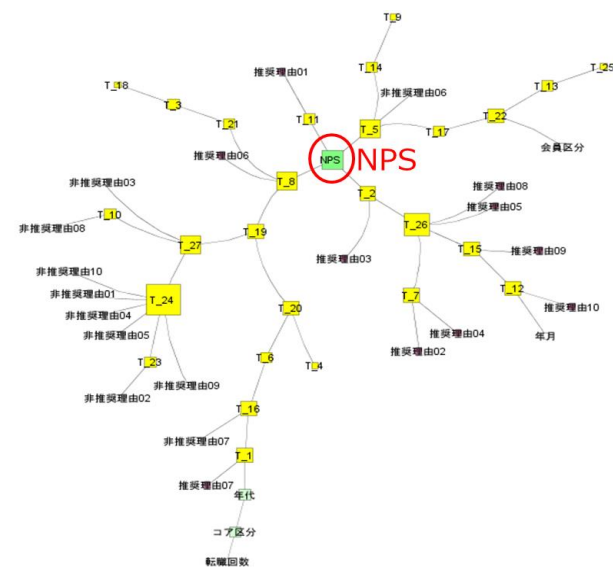 T_9
T_14
T_25
T_18
推奨理由01
T_13
非推奨理由06
T_3
T_22
T_11
T_21
T_5
T_17
会員区分
推奨理由06
NPS
NPS
非推奨理由03
T_8
T_2
推奨理由08
推奨理由05
T_10
非推奨理由08
T_19
T_26
T_27
T_15
推奨理由09
推奨理由03
非推奨理由10
T_12
非推奨理由01
T_24
T_7
T_20
推奨理由10
非推奨理由04
非推奨理由05
推奨理由04
年月
推奨理由02
T_23
T_6
T_4
非推奨理由09
非推奨理由02
T_16
非推奨理由07
T_1
推奨理由07
年代
コア区分
転職回数